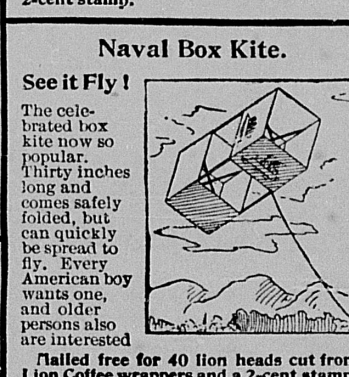 2-cent stamp.
Naval Box Kite.
See it Fly!
The cele-
brated box
kite now so
popular.
Thirty inches
long and
comes safely
folded, but
can quickly
be spread to
fly. Every
American boy
wants one,
and older
persons also
are interested
Mailed free for 40 lion heads cut from
Lion Coffee wrappers and a 2-cent stamp